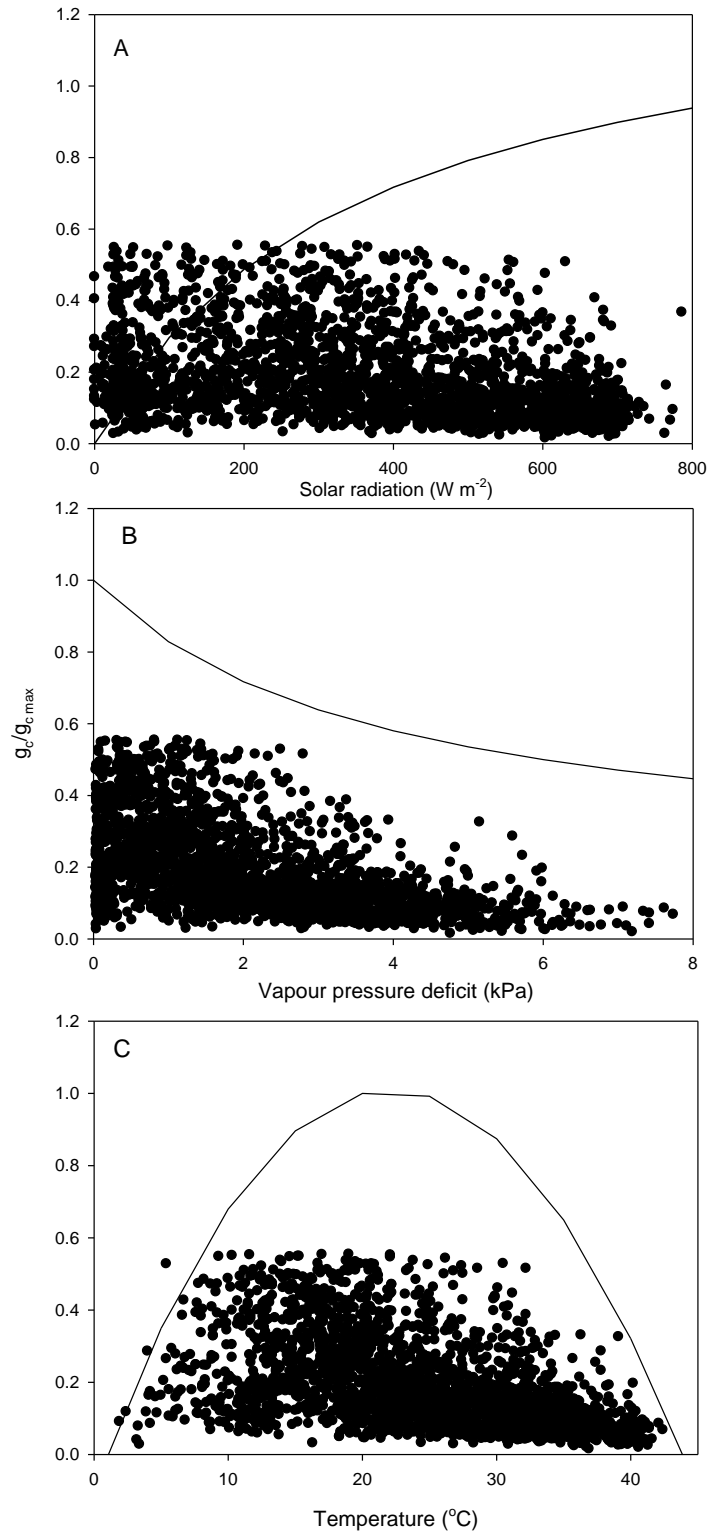 1.2
A
1.0
0.8
0.6
0.4
0.2
0.0
0 200 400 600 800
Solar radiation (W m-2)
1.2
B
1.0
0.8
gc/gc max
0.6
0.4
0.2
0.0
0 2 4 6 8
Vapour pressure deficit (kPa)
1.2
C
1.0
0.8
0.6
0.4
0.2
0.0
0 10 20 30 40
Temperature (oC)